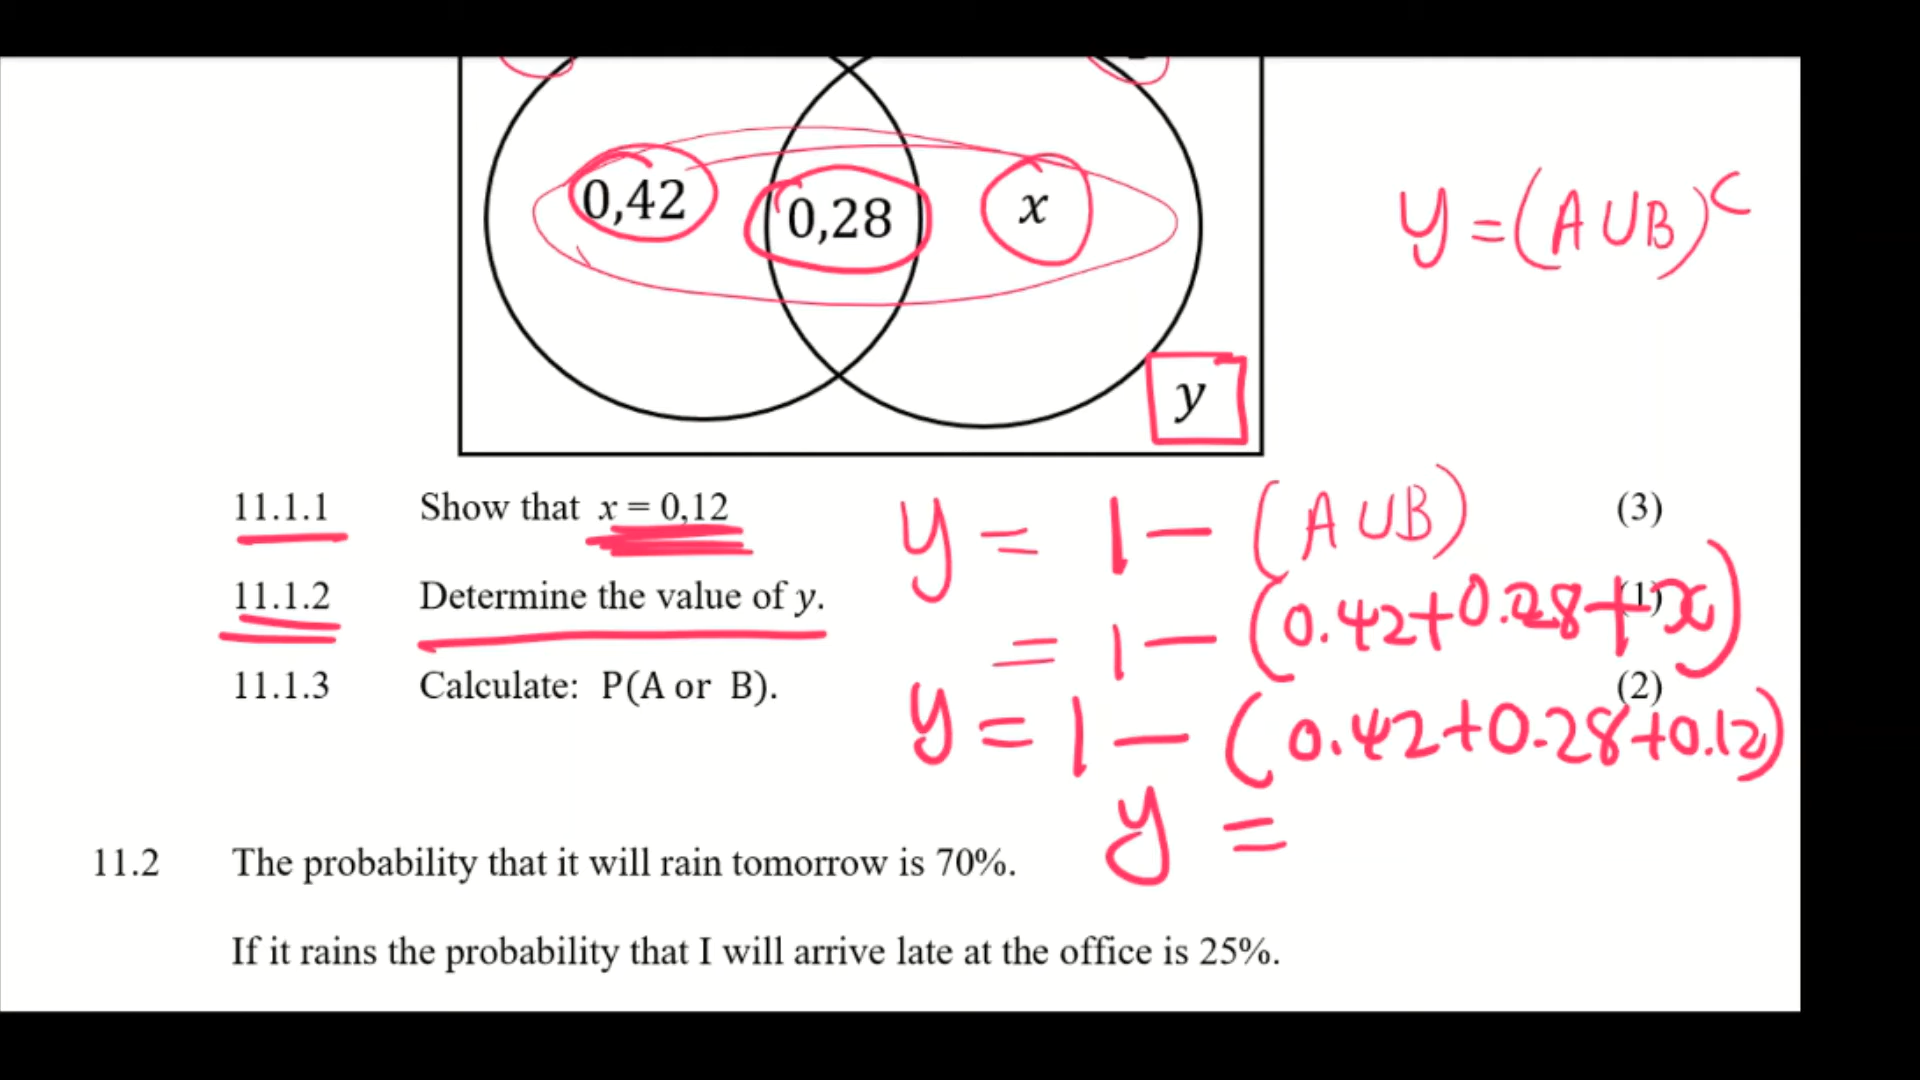 0,42 0,28 x
y = (A ∪ B)ᶜ
y
11.1.1 Show that x = 0,12 (3)
y = 1 – (A ∪ B)
11.1.2 Determine the value of y. (1)
= 1 – (0.42+0.28+x)
11.1.3 Calculate: P(A or B). (2)
y = 1 – (0.42+0.28+0.12)
y =
11.2 The probability that it will rain tomorrow is 70%.
If it rains the probability that I will arrive late at the office is 25%.